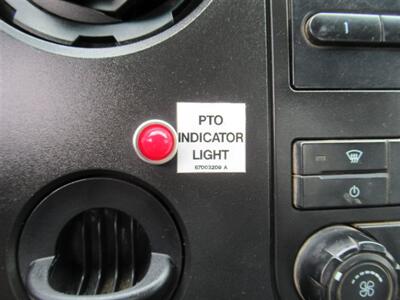 1
PTO
INDICATOR
LIGHT
67003209 A